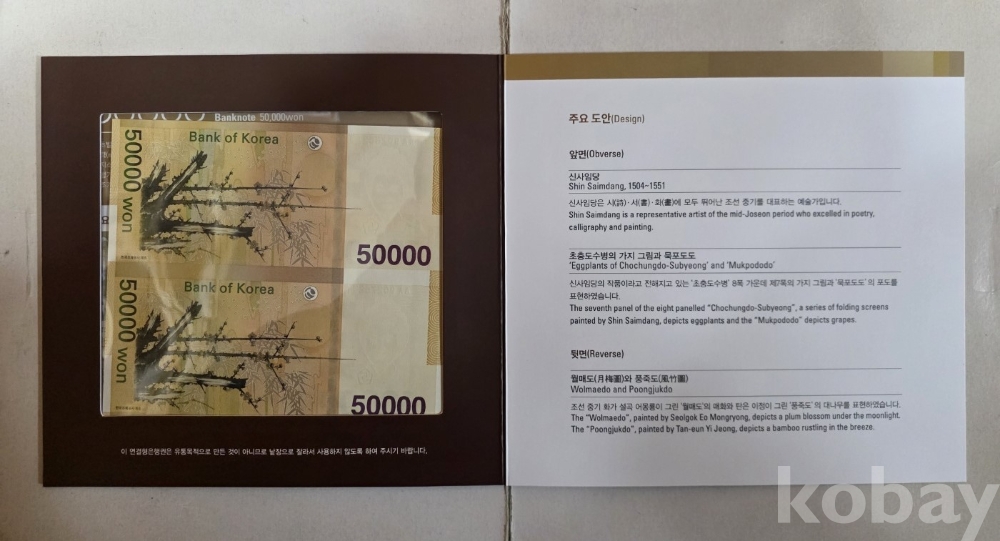 Banknote 50,000won
Bank of Korea
50000 won
50000
Bank of Korea
50000 won
50000
이 연결형은행권은 유통목적으로 만든 것이 아니므로 낱장으로 잘라서 사용하지 않도록 하여 주시기 바랍니다.
주요 도안(Design)
앞면(Obverse)
신사임당
Shin Saimdang, 1504-1551
신사임당은 시(詩)·서(書)·화(畵)에 모두 뛰어난 조선 중기를 대표하는 예술가입니다.
Shin Saimdang is a representative artist of the mid-Joseon period who excalled in poetry,
calligraphy and painting.
초충도수병의 가지 그림과 묵포도도
'Eggplants of Chochungdo-Subyeong' and 'Mukpododo'
신사임당의 작품이라고 전해지고 있는 '초충도수병' 8폭 가운데 제7폭의 가지 그림과 '묵포도도'의 포도를
표현하였습니다.
The seventh panel of the eight panelled "Chochungdo-Subyeong", a series of folding screens
painted by Shin Saimdang, depicts eggplants and the "Mukpododo" depicts grapes.
뒷면(Reverse)
월매도(月梅圖)와 풍죽도(風竹圖)
Wolmaedo and Poongjukdo
조선 중기 화가 설곡 어몽룡이 그린 '월매도'의 매화와 탄은 이정이 그린 '풍죽도'의 대나무를 표현하였습니다.
The "Wolmaedo", painted by Seolgok Eo Mongryong, depicts a plum blossom under the moonlight.
The "Poongjukdo", painted by Tan-eun Yi Jeong, depicts a bamboo rustling in the breeze.
kobay